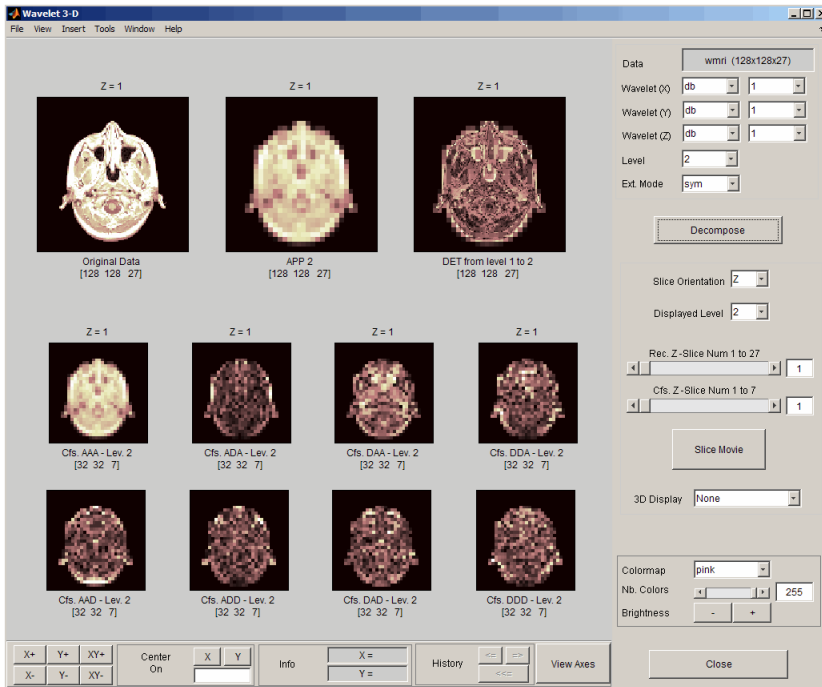 Wavelet 3-D
File View Insert Tools Window Help
Z = 1 Z = 1 Z = 1
Original Data APP 2 DET from level 1 to 2
[128 128 27] [128 128 27] [128 128 27]
Z = 1 Z = 1 Z = 1 Z = 1
Cfs. AAA - Lev. 2 Cfs. ADA - Lev. 2 Cfs. DAA - Lev. 2 Cfs. DDA - Lev. 2
[32 32 7] [32 32 7] [32 32 7] [32 32 7]
Cfs. AAD - Lev. 2 Cfs. ADD - Lev. 2 Cfs. DAD - Lev. 2 Cfs. DDD - Lev. 2
[32 32 7] [32 32 7] [32 32 7] [32 32 7]
Data wmri (128x128x27)
Wavelet (X) db 1
Wavelet (Y) db 1
Wavelet (Z) db 1
Level 2
Ext. Mode sym
Decompose
Slice Orientation Z
Displayed Level 2
Rec. Z-Slice Num 1 to 27
1
Cfs. Z-Slice Num 1 to 7
1
Slice Movie
3D Display None
Colormap pink
Nb. Colors 255
Brightness - +
X+ Y+ XY+ Center On X Y Info X = History <= => View Axes Close
X- Y- XY- Y = <<=